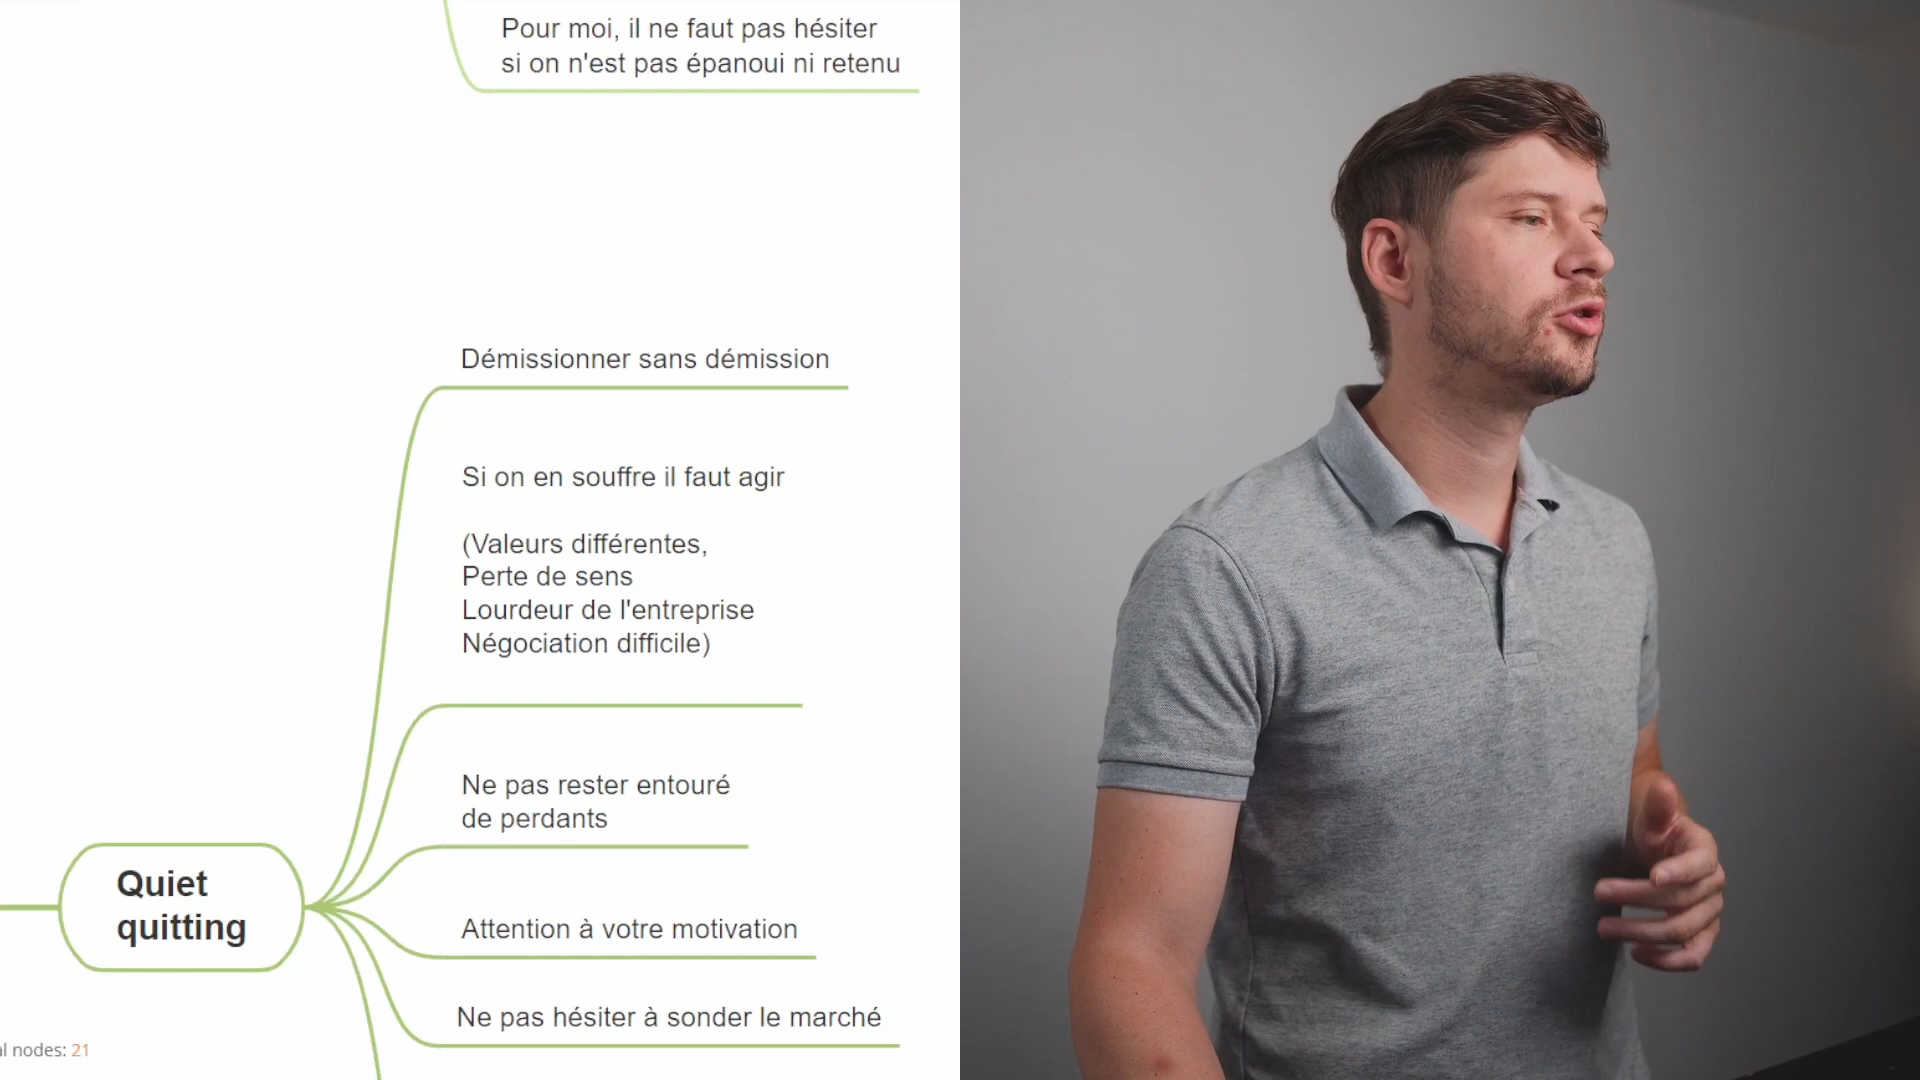 Pour moi, il ne faut pas hésiter
si on n'est pas épanoui ni retenu
Démissionner sans démission
Si on en souffre il faut agir
(Valeurs différentes,
Perte de sens
Lourdeur de l'entreprise
Négociation difficile)
Ne pas rester entouré
de perdants
Quiet
quitting
Attention à votre motivation
Ne pas hésiter à sonder le marché
nodes: 21